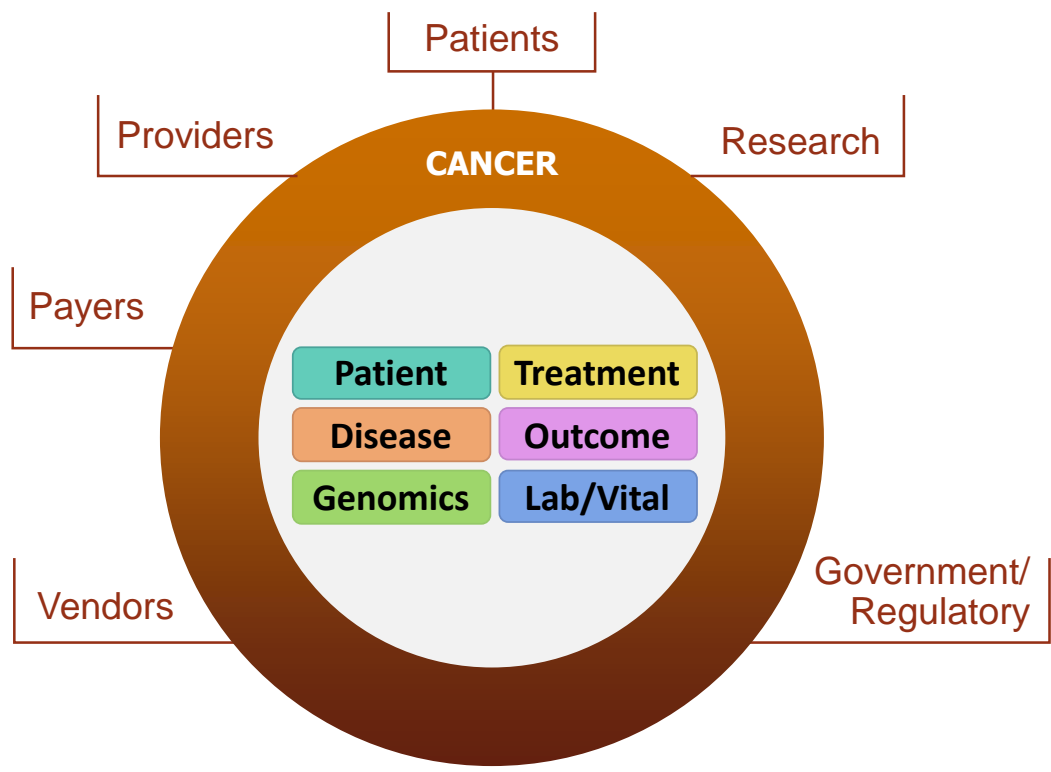 Patients
Providers
Research
CANCER
Payers
Patient
Treatment
Disease
Outcome
Genomics
Lab/Vital
Vendors
Government/
Regulatory